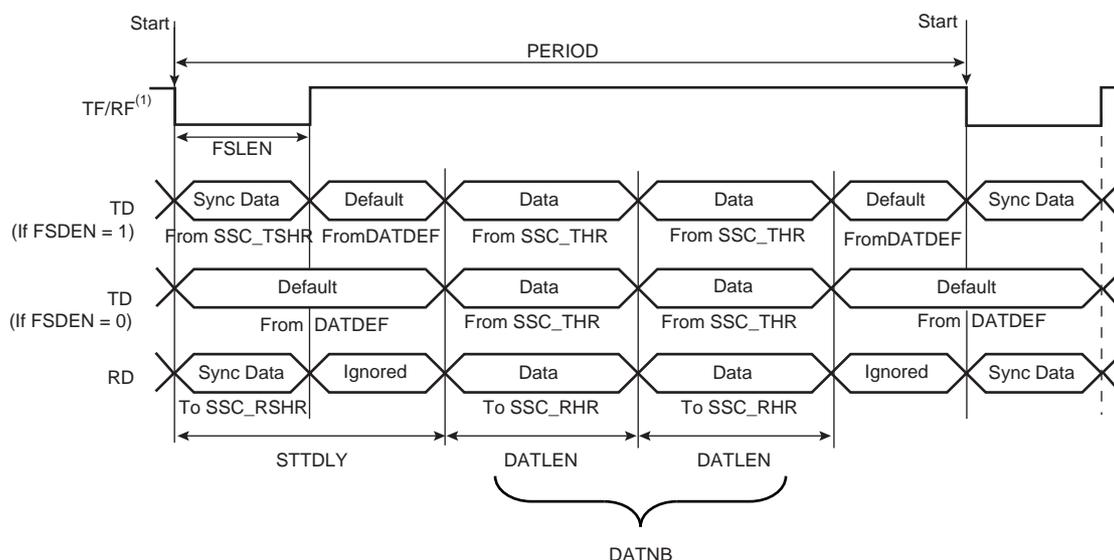 Start Start
PERIOD
TF/RF(1)
FSLEN
TD
(If FSDEN = 1)
Sync Data Default Data Data Default Sync Data
From SSC_TSHR FromDATDEF From SSC_THR From SSC_THR FromDATDEF
TD
(If FSDEN = 0)
Default Data Data Default
From DATDEF From SSC_THR From SSC_THR From DATDEF
RD Sync Data Ignored Data Data Ignored Sync Data
To SSC_RSHR To SSC_RHR To SSC_RHR
STTDLY DATLEN DATLEN
DATNB